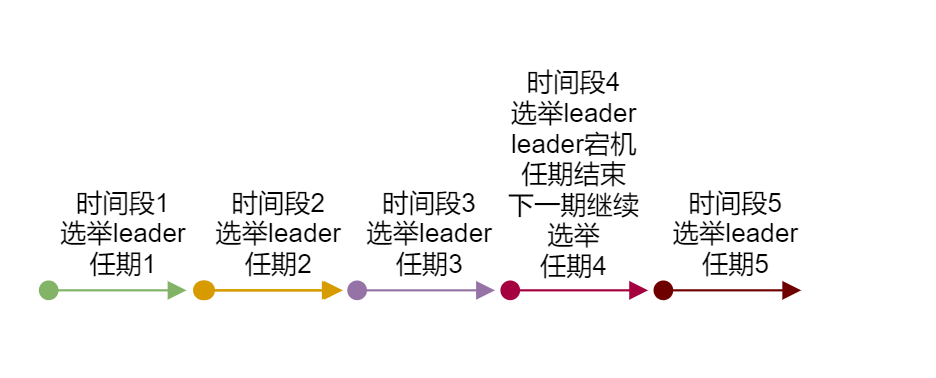 时间段1
选举leader
任期1
时间段2
选举leader
任期2
时间段3
选举leader
任期3
时间段4
选举leader
leader宕机
任期结束
下一期继续
选举
任期4
时间段5
选举leader
任期5